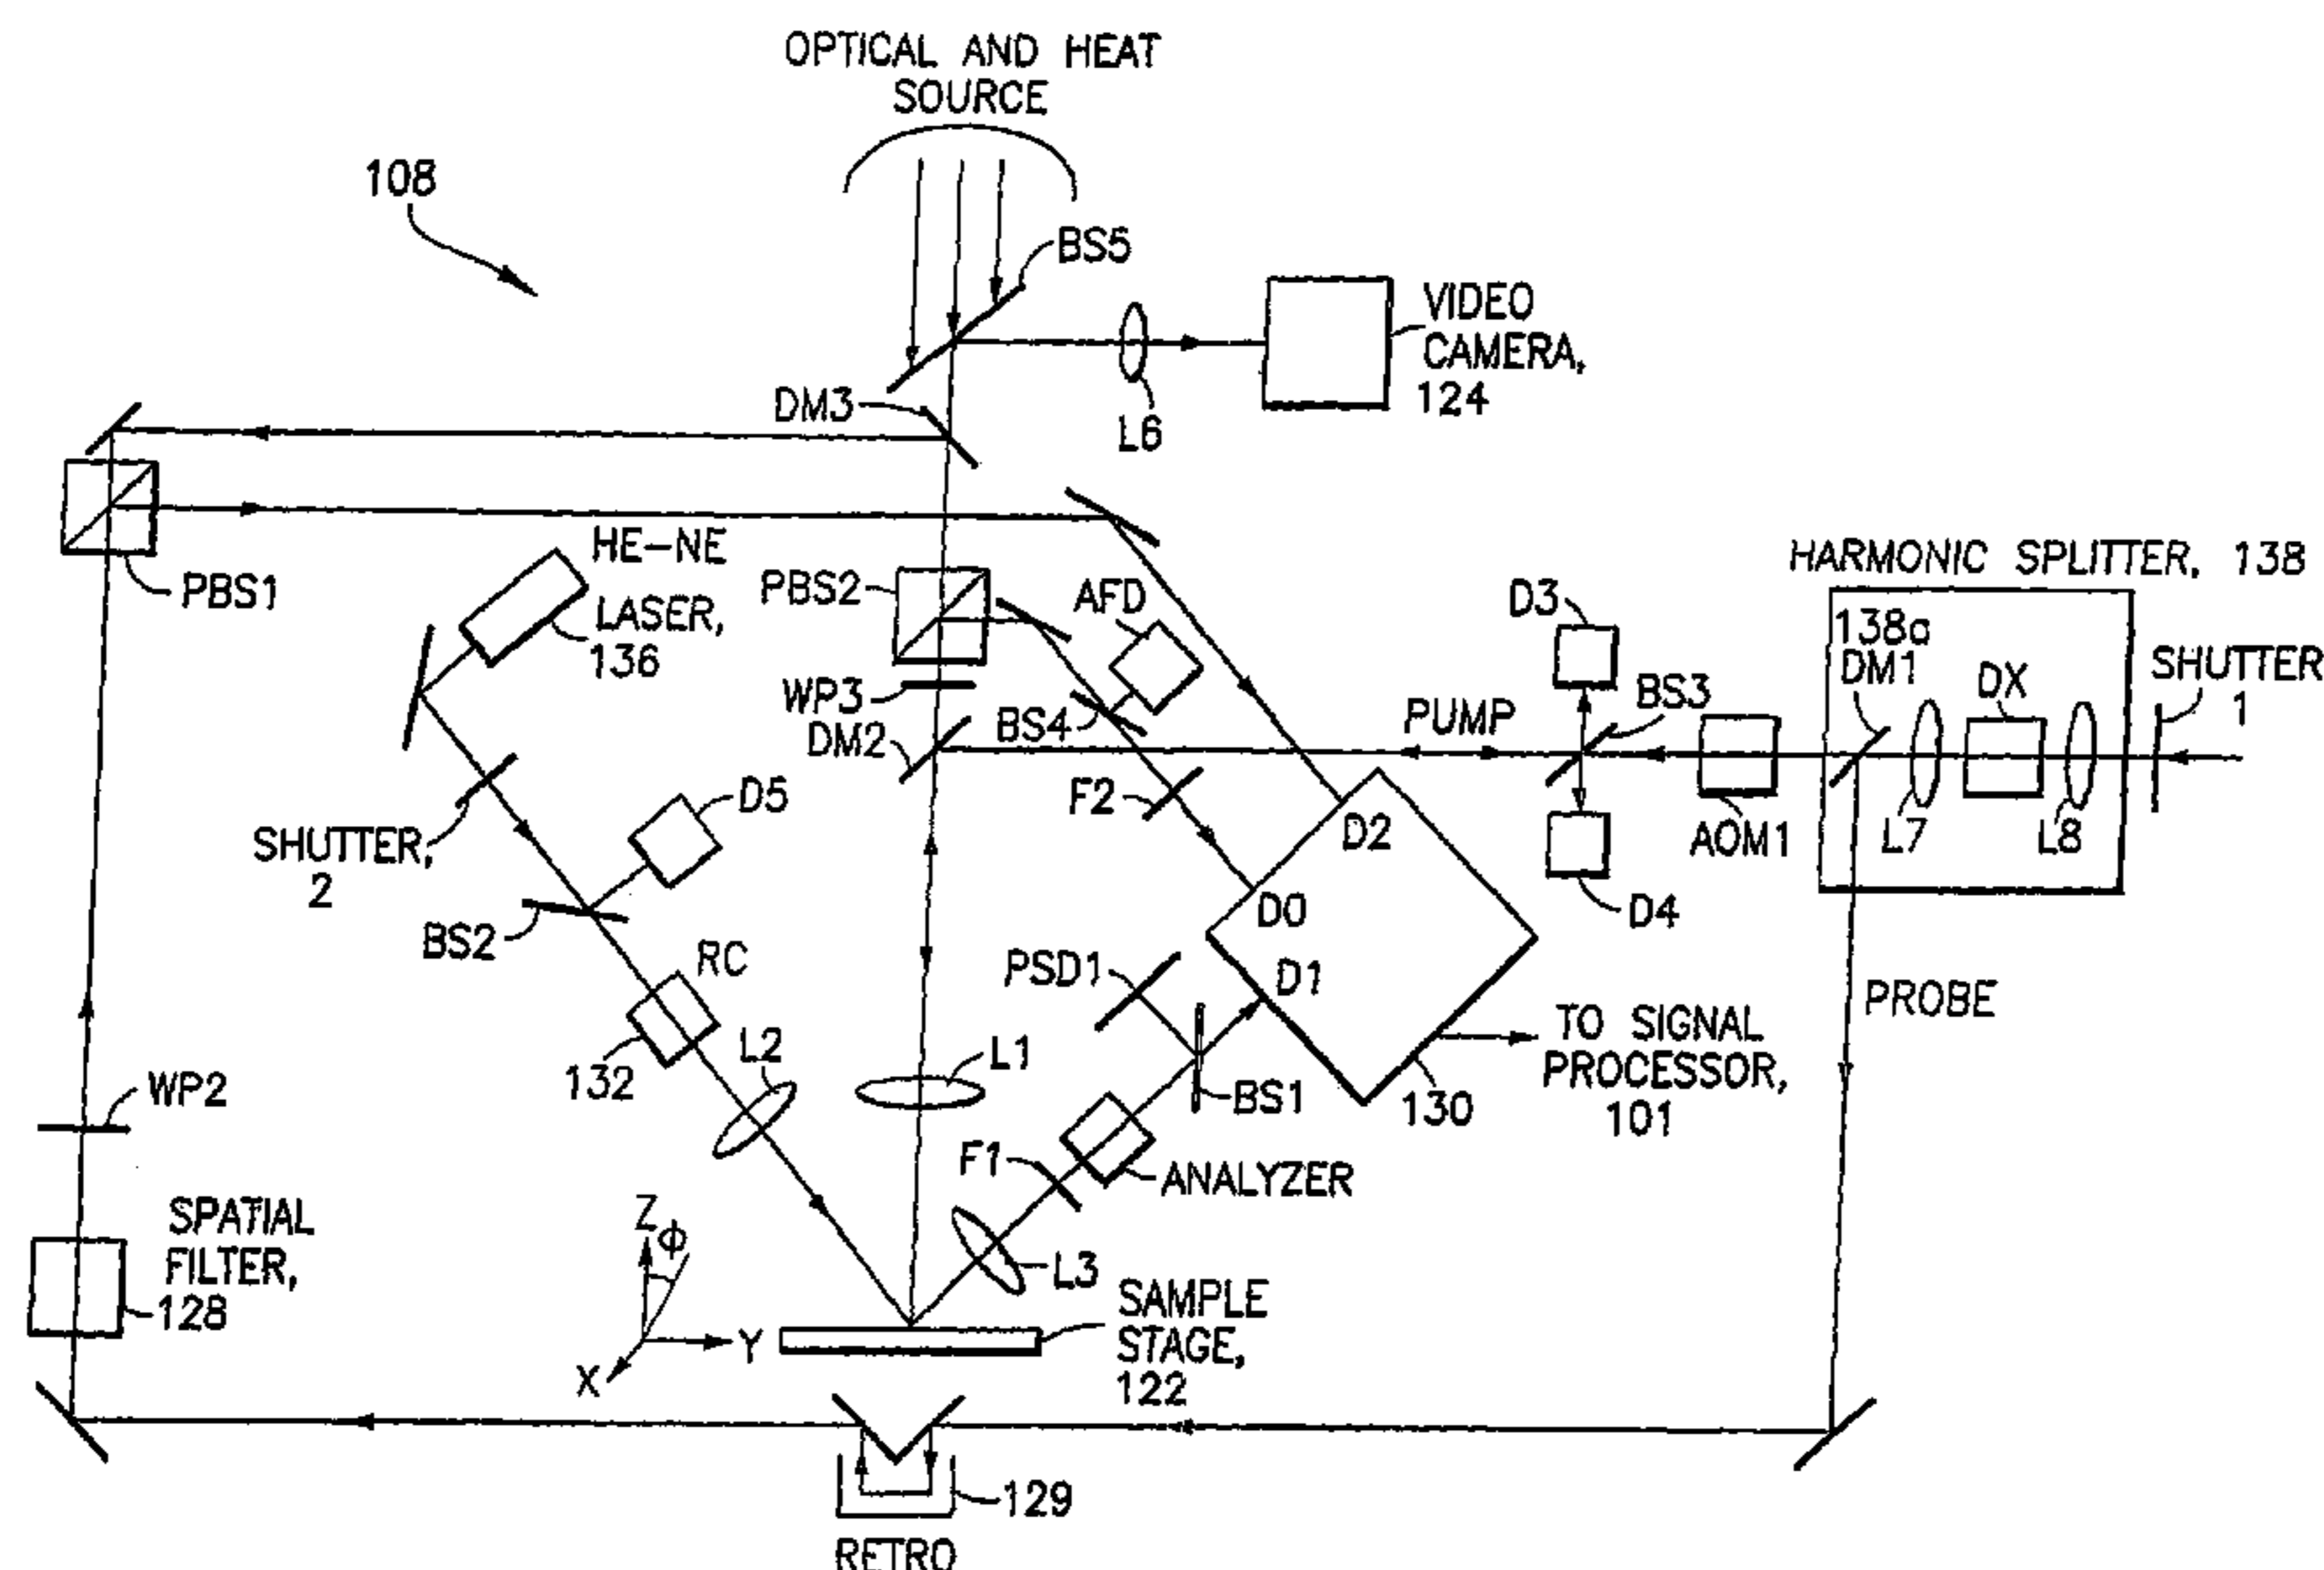 OPTICAL AND HEAT
SOURCE
108
BS5
VIDEO
CAMERA,
124
L6
DM3
PBS1
HE-NE
LASER,
136
PBS2
AFD
WP3
BS4
DM2
PUMP
D3
BS3
HARMONIC SPLITTER, 138
138a
DM1
DX
SHUTTER
1
L7
L8
AOM1
D4
SHUTTER,
2
D5
F2
D2
D0
BS2
RC
132
L2
L1
PSD1
D1
BS1
130
TO SIGNAL
PROCESSOR,
101
PROBE
WP2
F1
ANALYZER
L3
SPATIAL
FILTER,
128
Z
ϕ
Y
X
SAMPLE
STAGE,
122
129
RETRO